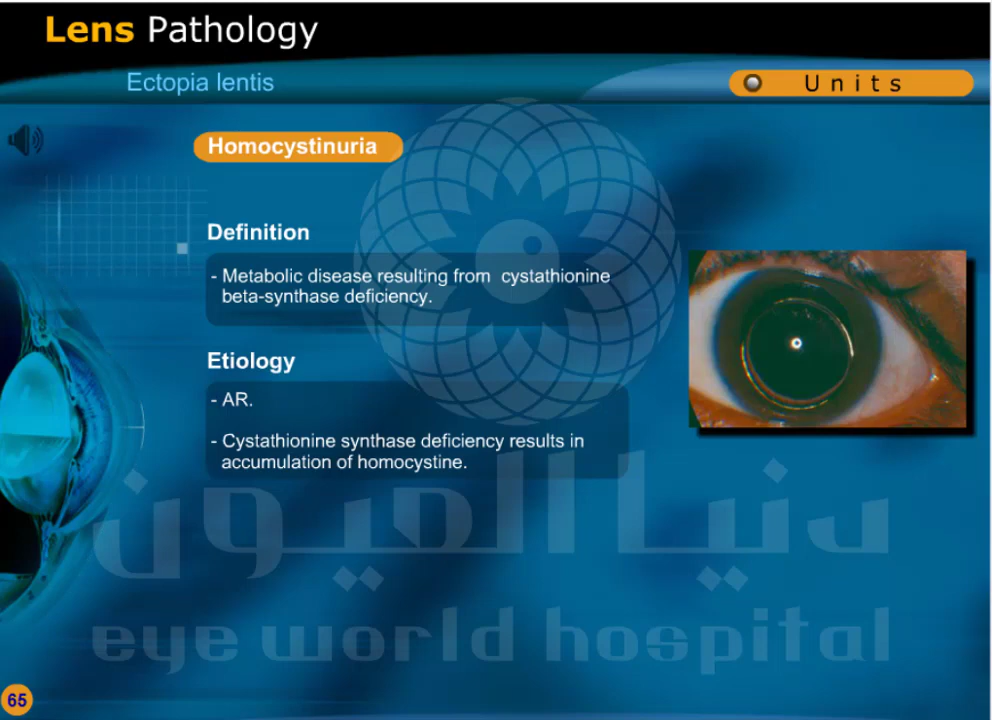 Lens Pathology
Ectopia lentis
Units
Homocystinuria
Definition
- Metabolic disease resulting from cystathionine
beta-synthase deficiency.
Etiology
- AR.
- Cystathionine synthase deficiency results in
accumulation of homocystine.
دنيا العيون
eye world hospital
65